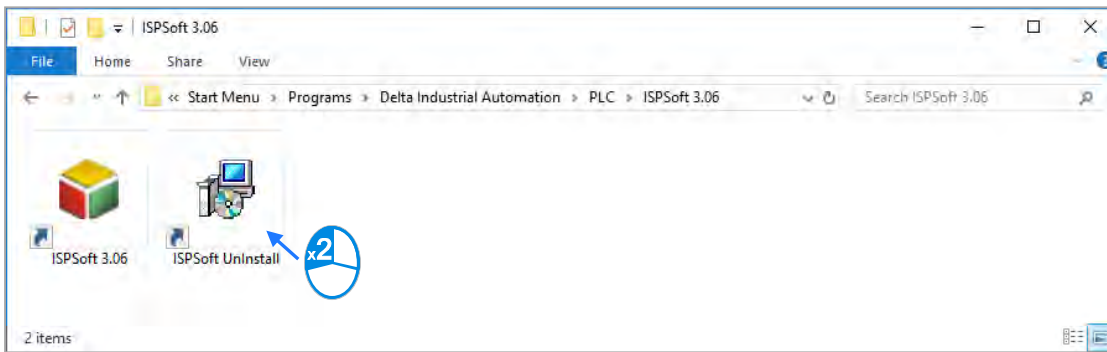 ISPSoft 3.06
File Home Share View
« Start Menu > Programs > Delta Industrial Automation > PLC > ISPSoft 3.06 Search ISPSoft 3.06
ISPSoft 3.06 ISPSoft UnInstall
x2
2 items